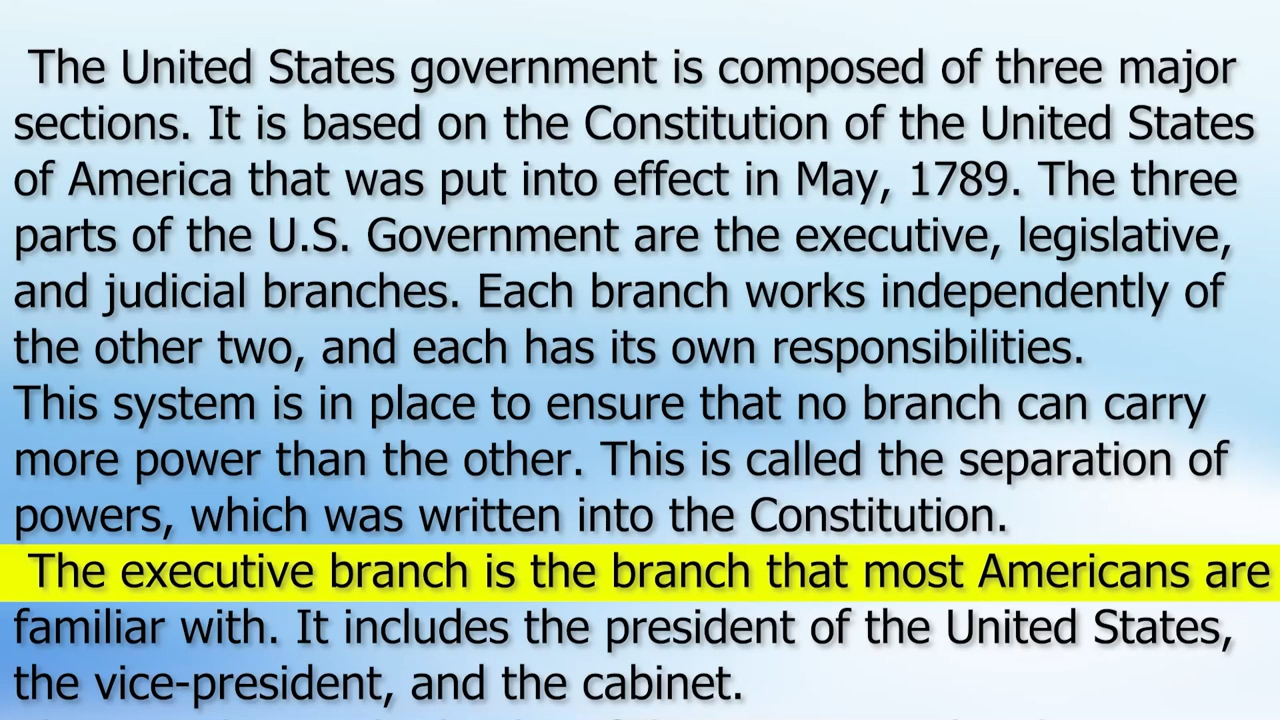 The United States government is composed of three major
sections. It is based on the Constitution of the United States
of America that was put into effect in May, 1789. The three
parts of the U.S. Government are the executive, legislative,
and judicial branches. Each branch works independently of
the other two, and each has its own responsibilities.
This system is in place to ensure that no branch can carry
more power than the other. This is called the separation of
powers, which was written into the Constitution.
The executive branch is the branch that most Americans are
familiar with. It includes the president of the United States,
the vice-president, and the cabinet.